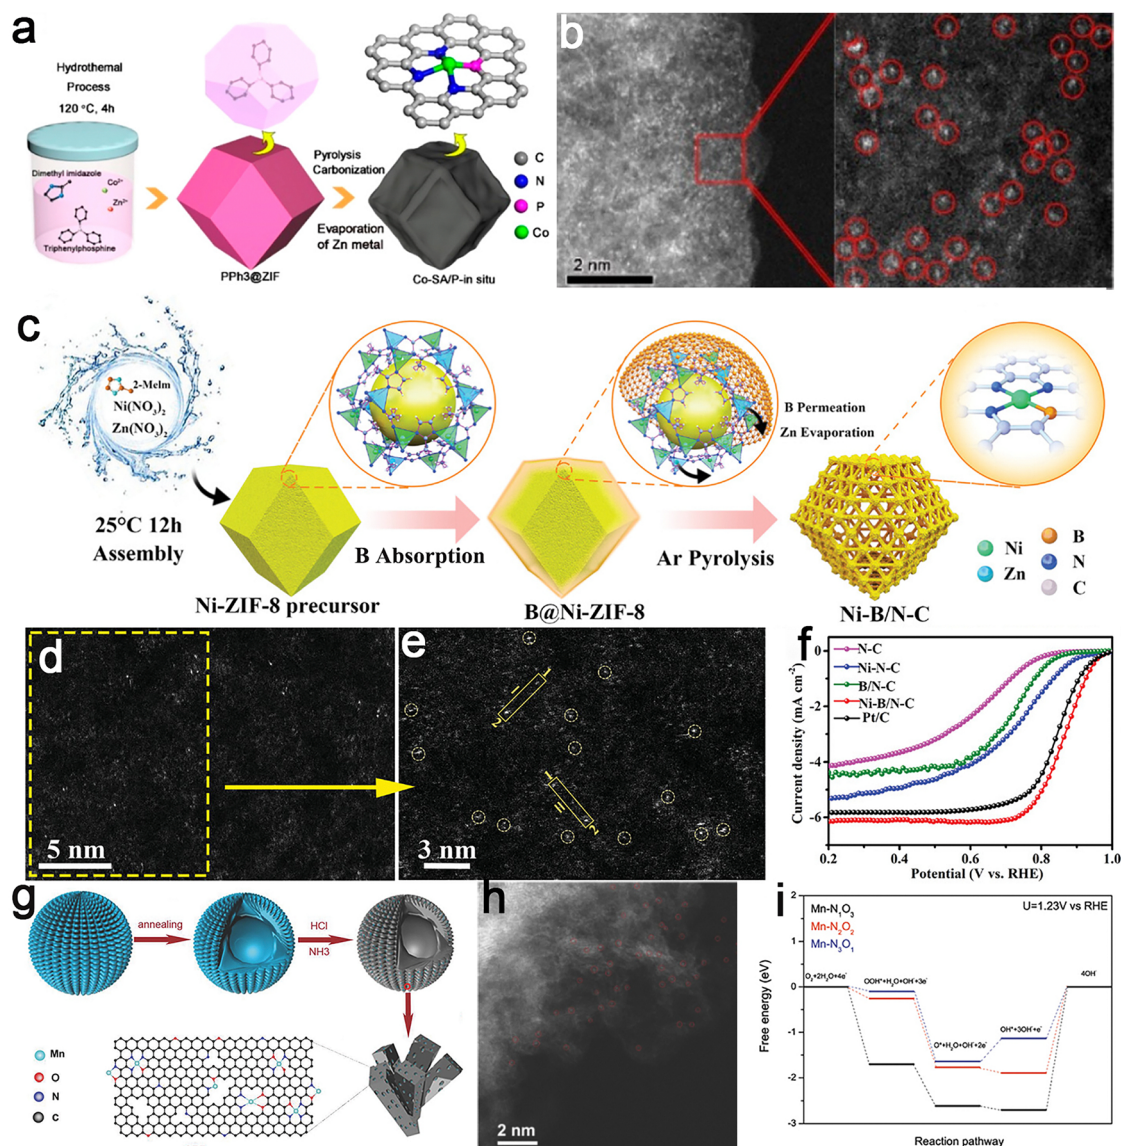 a
Hydrothemal
Process
120 °C, 4h
Dimethyl imidazole
Co²⁺
Zn²⁺
Triphenylphosphine
PPh3@ZIF
Pyrolysis
Carbonization
Evaporation
of Zn metal
Co-SA/P-in situ
C
N
P
Co
b
2 nm
c
2-MeIm
Ni(NO₃)₂
Zn(NO₃)₂
25°C 12h
Assembly
Ni-ZIF-8 precursor
B Absorption
B@Ni-ZIF-8
B Permeation
Zn Evaporation
Ar Pyrolysis
Ni-B/N-C
Ni
Zn
B
N
C
d
5 nm
e
1
I
2
1
II
2
3 nm
f
N-C
Ni-N-C
B/N-C
Ni-B/N-C
Pt/C
Current density (mA cm⁻²)
0
-2
-4
-6
0.2
0.4
0.6
0.8
1.0
Potential (V vs. RHE)
g
annealing
HCl
NH3
Mn
O
N
C
h
2 nm
i
Mn-N₁O₃
Mn-N₂O₂
Mn-N₃O₁
U=1.23V vs RHE
O₂+2H₂O+4e⁻
OOH*+H₂O+OH⁻+3e⁻
O*+H₂O+OH⁻+2e⁻
OH*+3OH⁻+e⁻
4OH⁻
Free energy (eV)
2
1
0
-1
-2
-3
Reaction pathway